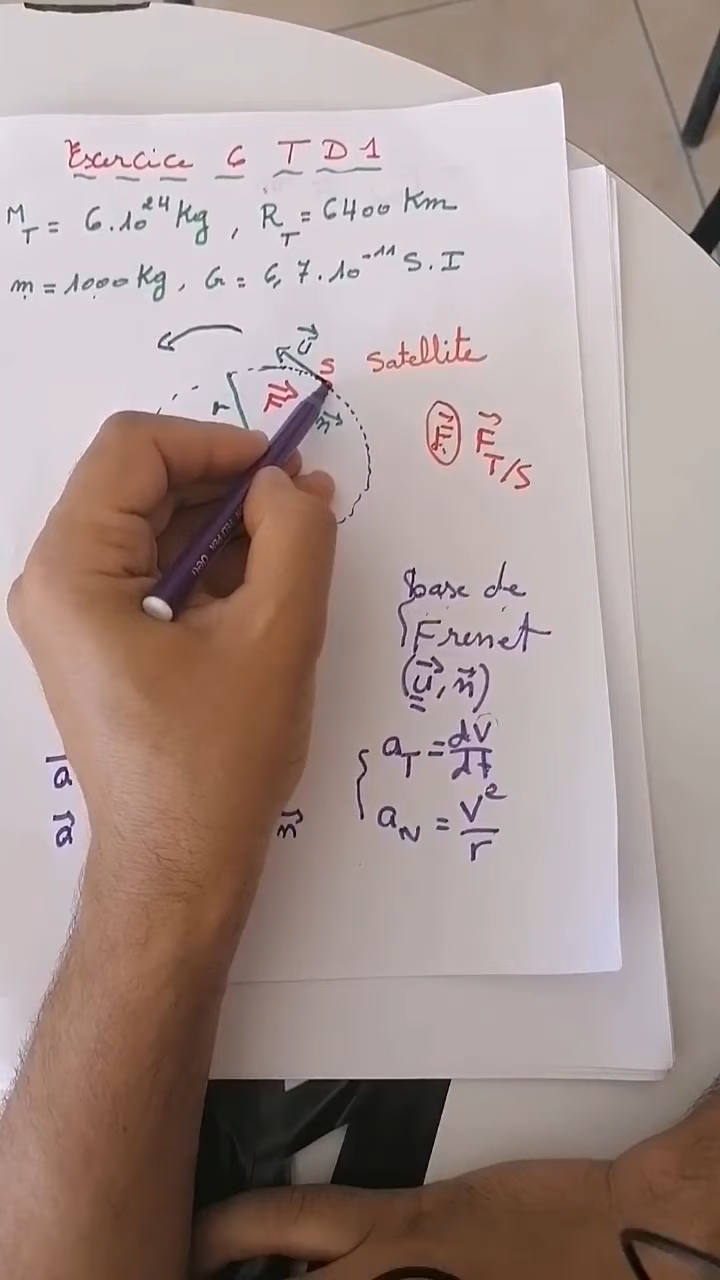 Exercice 6 TD1
M_T = 6.10^24 Kg, R_T = 6400 Km
m = 1000 Kg, G = 6,7.10^-11 S.I
u⃗
S Satellite
r F⃗ n⃗
F⃗ F⃗_T/S
base de
Frenet
(u⃗, n⃗)
a⃗ a_T = dV/dt
a⃗ n⃗ a_N = V²/r